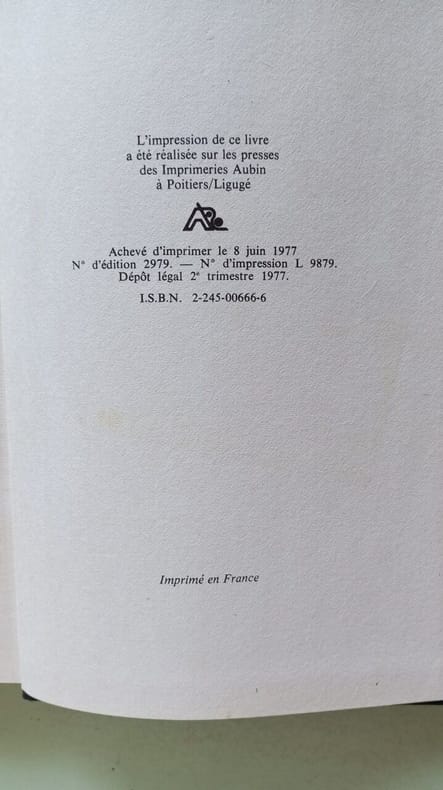 L'impression de ce livre
a été réalisée sur les presses
des Imprimeries Aubin
à Poitiers/Ligugé
Achevé d'imprimer le 8 juin 1977
N° d'édition 2979. — N° d'impression L 9879.
Dépôt légal 2e trimestre 1977.
I.S.B.N. 2-245-00666-6
Imprimé en France